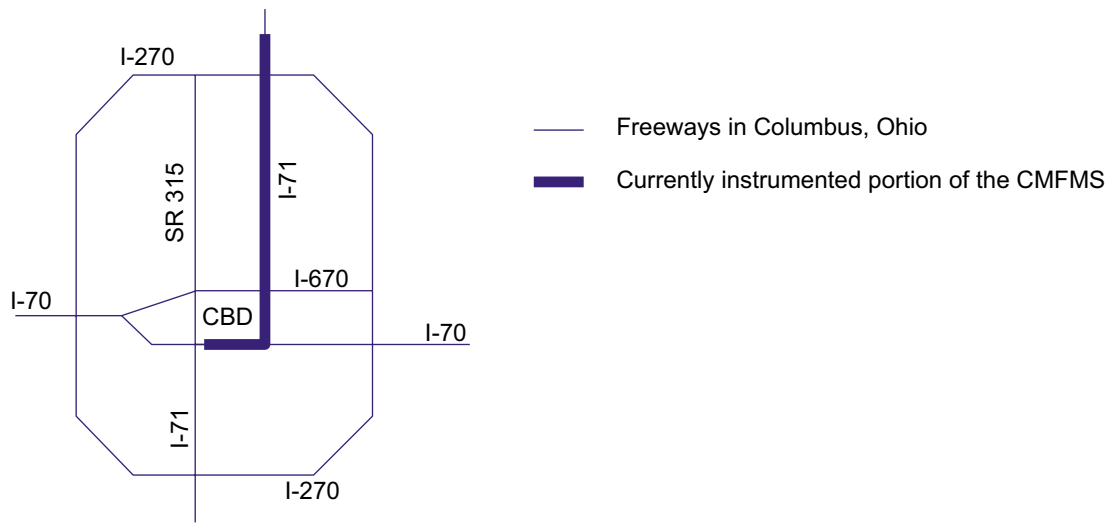 I-270
Freeways in Columbus, Ohio
Currently instrumented portion of the CMFMS
SR 315
I-71
I-670
I-70
CBD
I-70
I-71
I-270